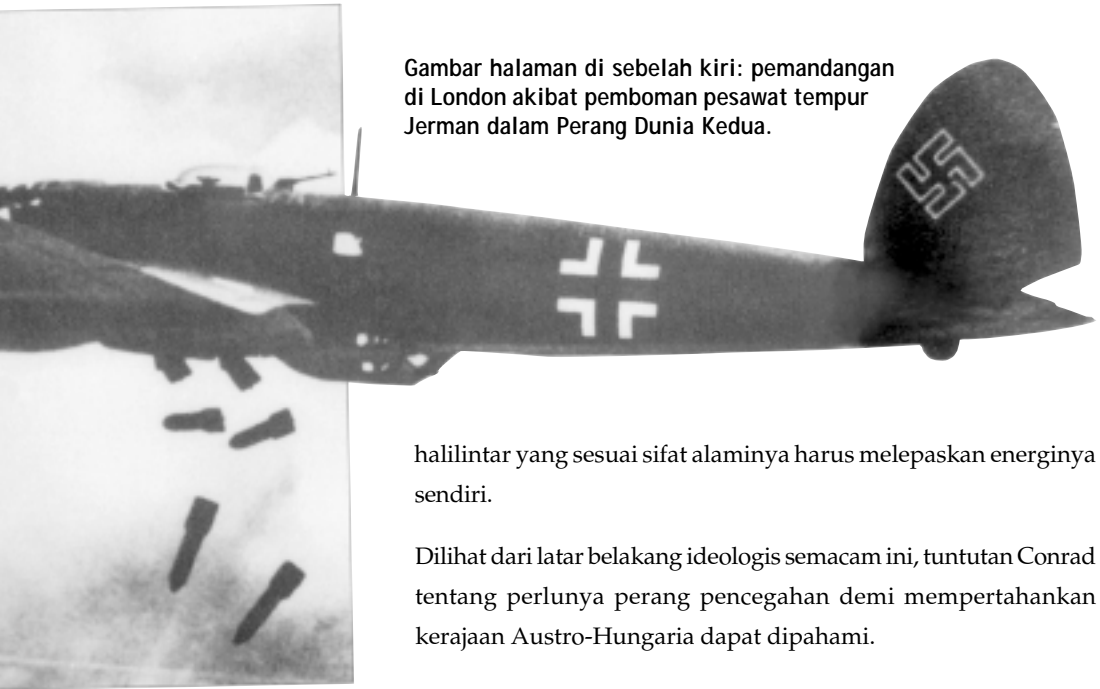 Gambar halaman di sebelah kiri: pemandangan
di London akibat pemboman pesawat tempur
Jerman dalam Perang Dunia Kedua.
halilintar yang sesuai sifat alaminya harus melepaskan energinya
sendiri.
Dilihat dari latar belakang ideologis semacam ini, tuntutan Conrad
tentang perlunya perang pencegahan demi mempertahankan
kerajaan Austro-Hungaria dapat dipahami.